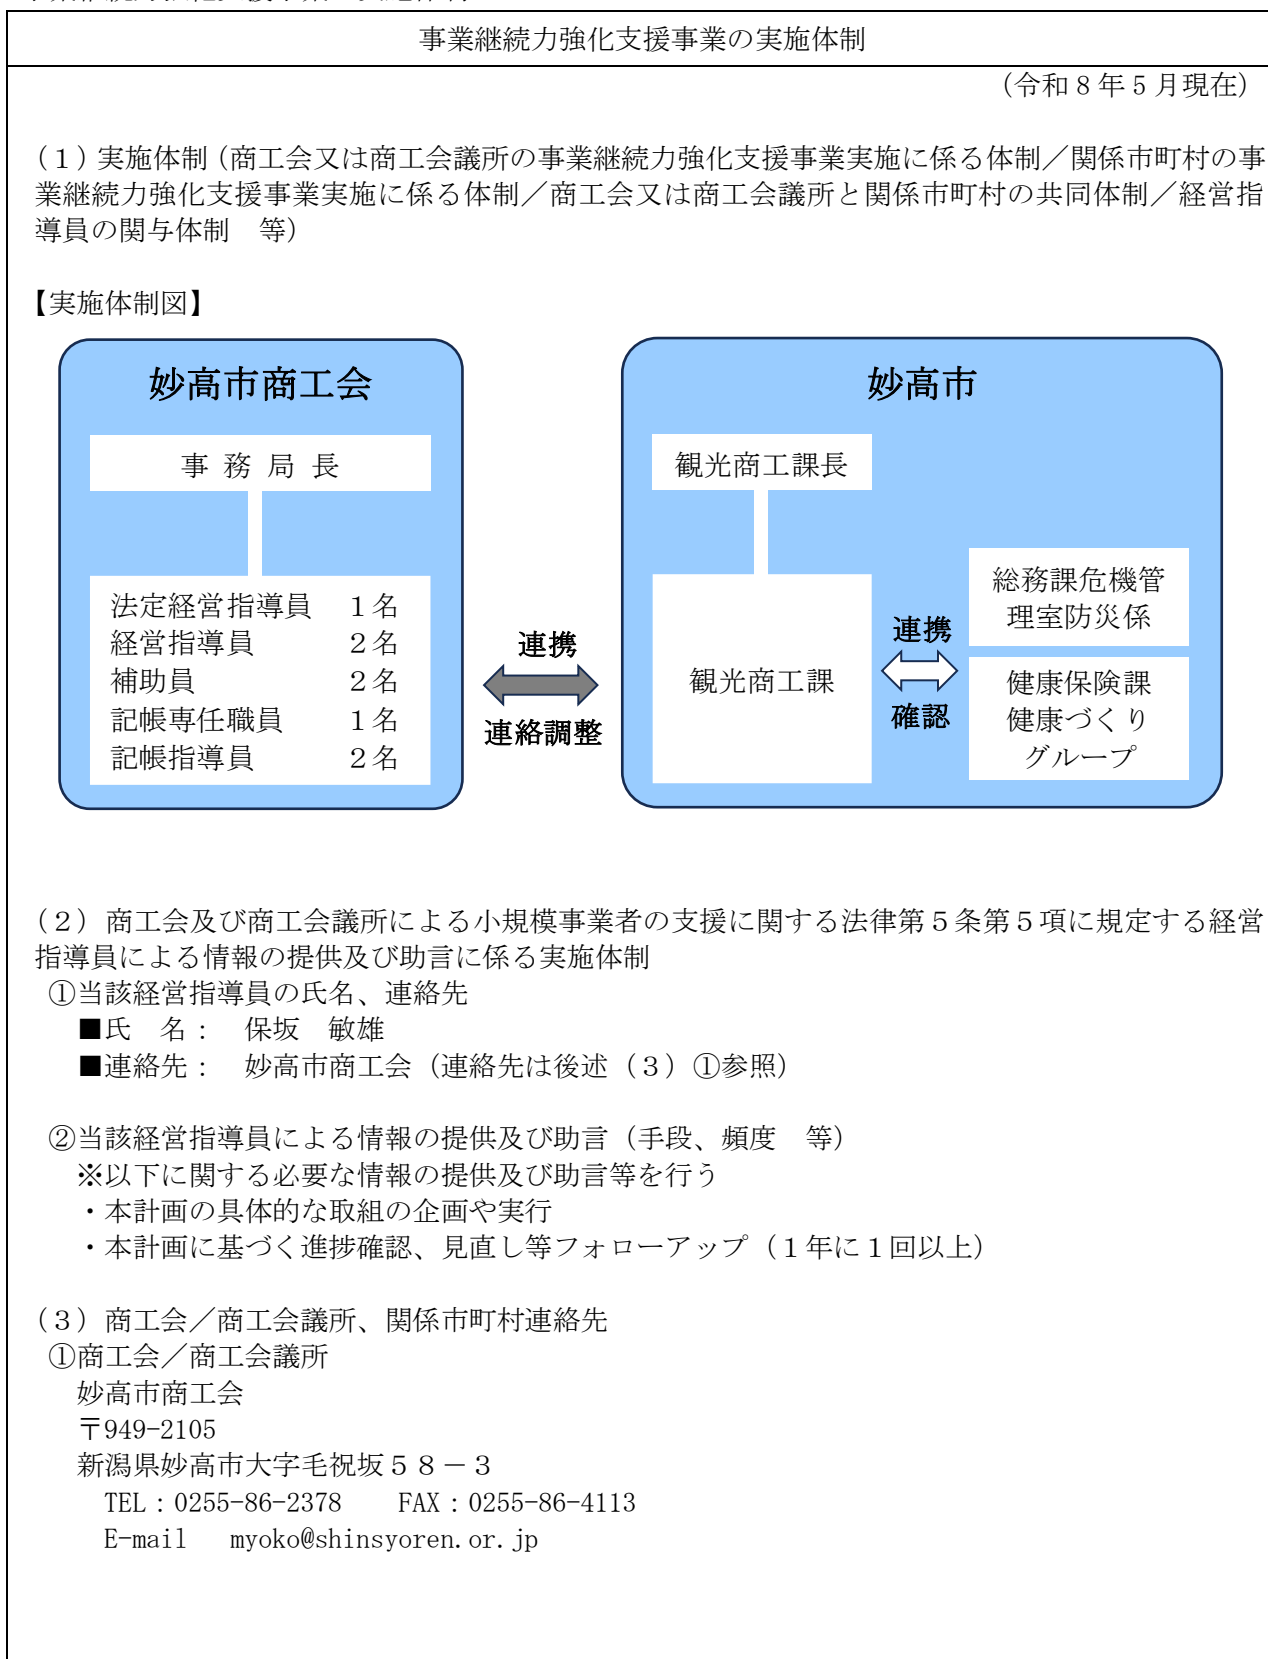 事業継続力強化支援事業の実施体制
（令和８年５月現在）
（１）実施体制（商工会又は商工会議所の事業継続力強化支援事業実施に係る体制／関係市町村の事
業継続力強化支援事業実施に係る体制／商工会又は商工会議所と関係市町村の共同体制／経営指
導員の関与体制　等）
【実施体制図】
妙高市商工会
事 務 局 長
法定経営指導員　１名
経営指導員　２名
補助員　２名
記帳専任職員　１名
記帳指導員　２名
連携
連絡調整
妙高市
観光商工課長
観光商工課
連携
確認
総務課危機管
理室防災係
健康保険課
健康づくり
グループ
（２）商工会及び商工会議所による小規模事業者の支援に関する法律第５条第５項に規定する経営
指導員による情報の提供及び助言に係る実施体制
①当該経営指導員の氏名、連絡先
■氏　名：　保坂　敏雄
■連絡先：　妙高市商工会（連絡先は後述（３）①参照）
②当該経営指導員による情報の提供及び助言（手段、頻度　等）
※以下に関する必要な情報の提供及び助言等を行う
・本計画の具体的な取組の企画や実行
・本計画に基づく進捗確認、見直し等フォローアップ（１年に１回以上）
（３）商工会／商工会議所、関係市町村連絡先
①商工会／商工会議所
妙高市商工会
〒949-2105
新潟県妙高市大字毛祝坂５８－３
TEL：0255-86-2378　FAX：0255-86-4113
E-mail　myoko@shinsyoren.or.jp